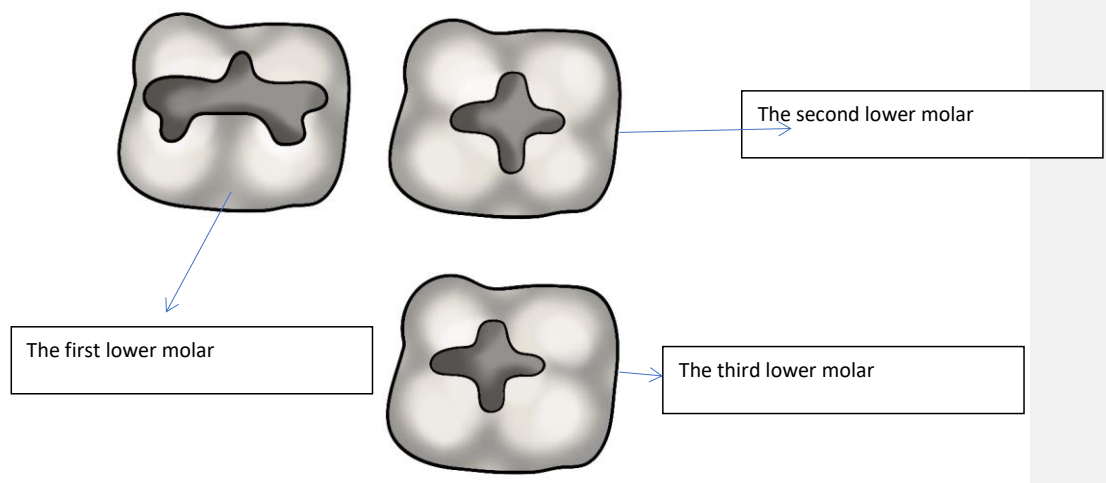 The second lower molar
The first lower molar
The third lower molar